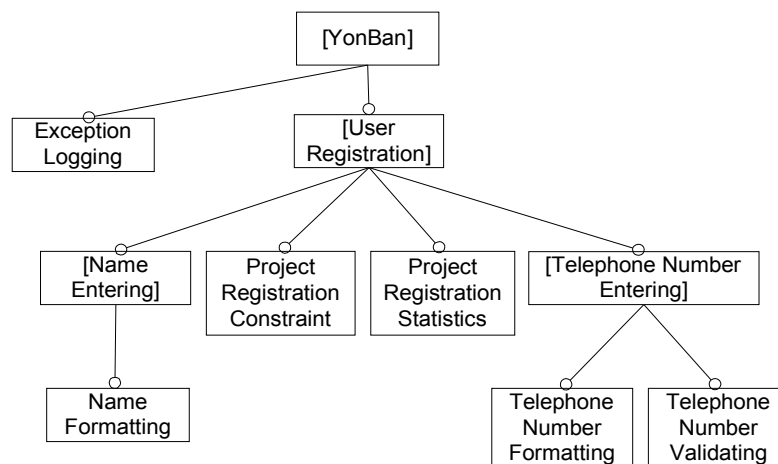 [YonBan]
Exception
Logging
[User
Registration]
[Name
Entering]
Project
Registration
Constraint
Project
Registration
Statistics
[Telephone Number
Entering]
Name
Formatting
Telephone
Number
Formatting
Telephone
Number
Validating